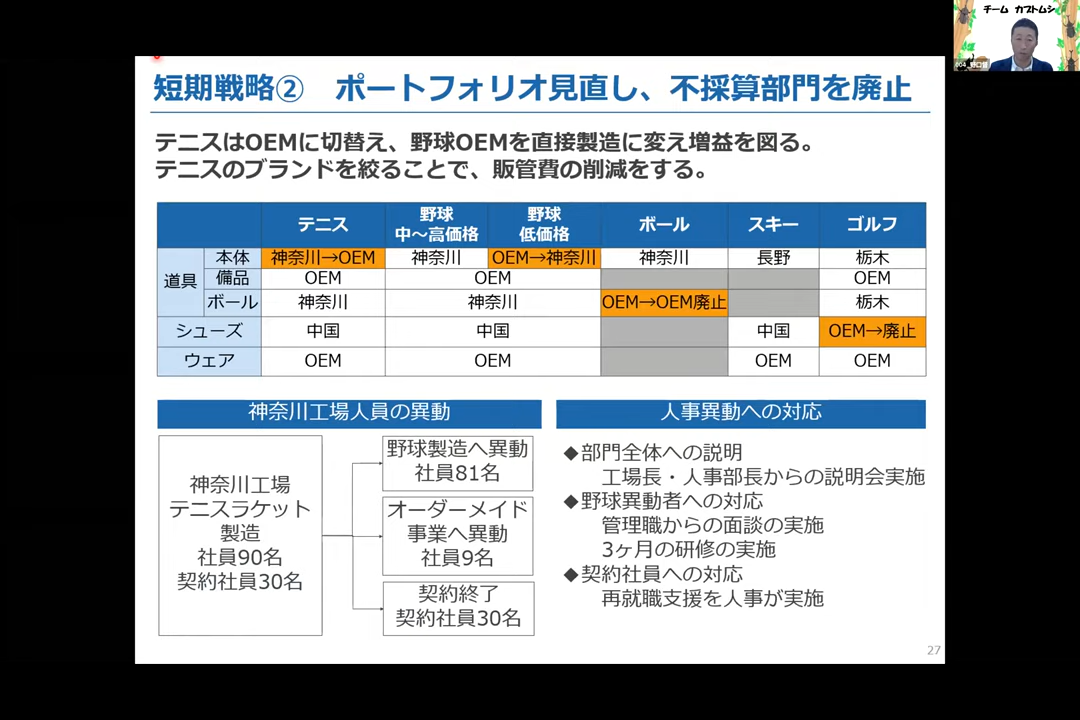 チーム カブトムシ
短期戦略② ポートフォリオ見直し、不採算部門を廃止
テニスはOEMに切替え、野球OEMを直接製造に変え増益を図る。
テニスのブランドを絞ることで、販管費の削減をする。
テニス 野球 中～高価格 野球 低価格 ボール スキー ゴルフ
道具 本体 神奈川→OEM 神奈川 OEM→神奈川 神奈川 長野 栃木
備品 OEM OEM OEM
ボール 神奈川 神奈川 OEM→OEM廃止 栃木
シューズ 中国 中国 中国 OEM→廃止
ウェア OEM OEM OEM OEM
神奈川工場人員の異動
神奈川工場
テニスラケット
製造
社員90名
契約社員30名
野球製造へ異動
社員81名
オーダーメイド
事業へ異動
社員9名
契約終了
契約社員30名
人事異動への対応
◆部門全体への説明
工場長・人事部長からの説明会実施
◆野球異動者への対応
管理職からの面談の実施
3ヶ月の研修の実施
◆契約社員への対応
再就職支援を人事が実施
27